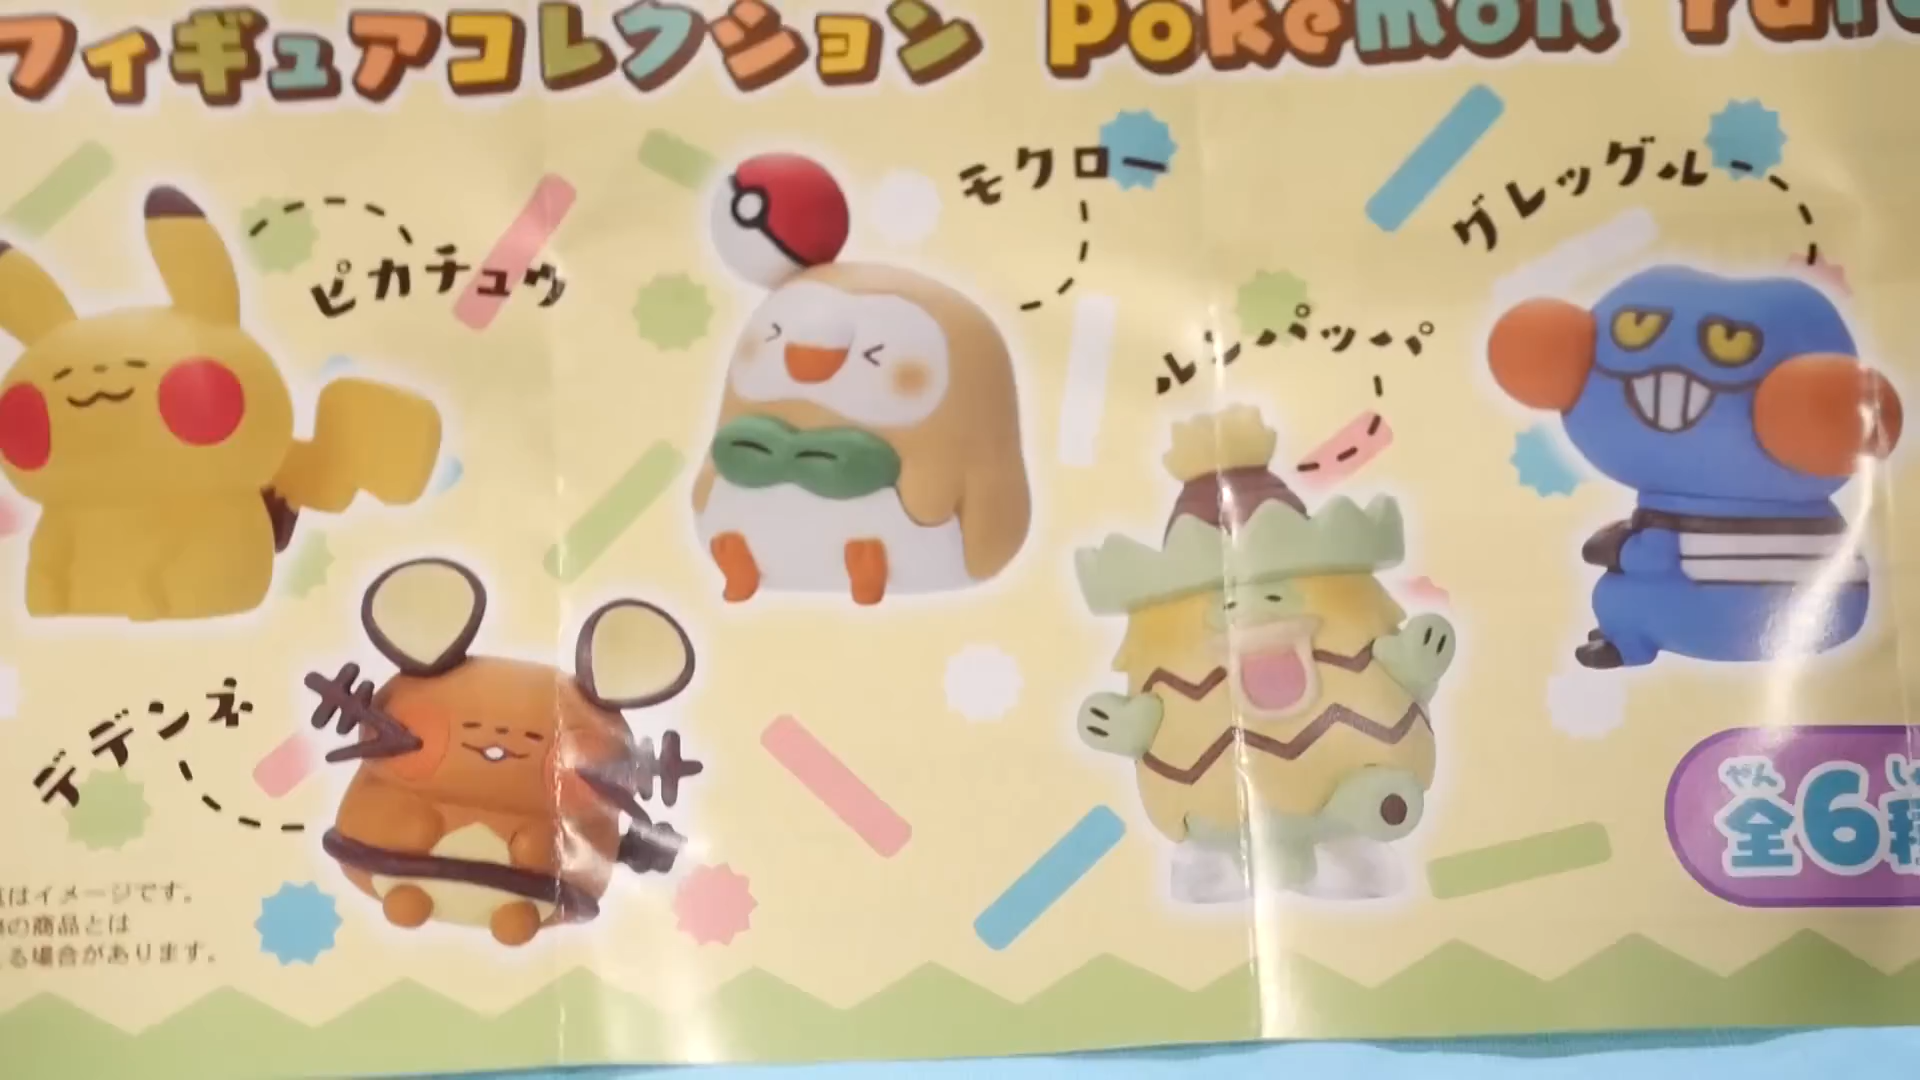 フィギュアコレクション Pokémon
モクロー
グレッグル
ピカチュウ
ルンパッパ
デデンネ
はイメージです。
の商品とは
る場合があります。
ぜん
全6種